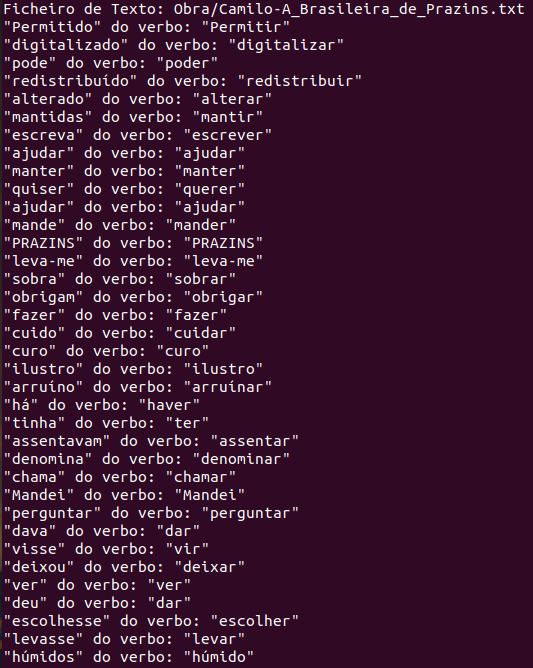 Ficheiro de Texto: Obra/Camilo-A_Brasileira_de_Prazins.txt
"Permitido" do verbo: "Permitir"
"digitalizado" do verbo: "digitalizar"
"pode" do verbo: "poder"
"redistribuído" do verbo: "redistribuir"
"alterado" do verbo: "alterar"
"mantidas" do verbo: "mantir"
"escreva" do verbo: "escrever"
"ajudar" do verbo: "ajudar"
"manter" do verbo: "manter"
"quiser" do verbo: "querer"
"ajudar" do verbo: "ajudar"
"mande" do verbo: "mander"
"PRAZINS" do verbo: "PRAZINS"
"leva-me" do verbo: "leva-me"
"sobra" do verbo: "sobrar"
"obrigam" do verbo: "obrigar"
"fazer" do verbo: "fazer"
"cuido" do verbo: "cuidar"
"curo" do verbo: "curo"
"ilustro" do verbo: "ilustro"
"arruíno" do verbo: "arruínar"
"há" do verbo: "haver"
"tinha" do verbo: "ter"
"assentavam" do verbo: "assentar"
"denomina" do verbo: "denominar"
"chama" do verbo: "chamar"
"Mandei" do verbo: "Mandei"
"perguntar" do verbo: "perguntar"
"dava" do verbo: "dar"
"visse" do verbo: "vir"
"deixou" do verbo: "deixar"
"ver" do verbo: "ver"
"deu" do verbo: "dar"
"escolhesse" do verbo: "escolher"
"levasse" do verbo: "levar"
"húmidos" do verbo: "húmido"